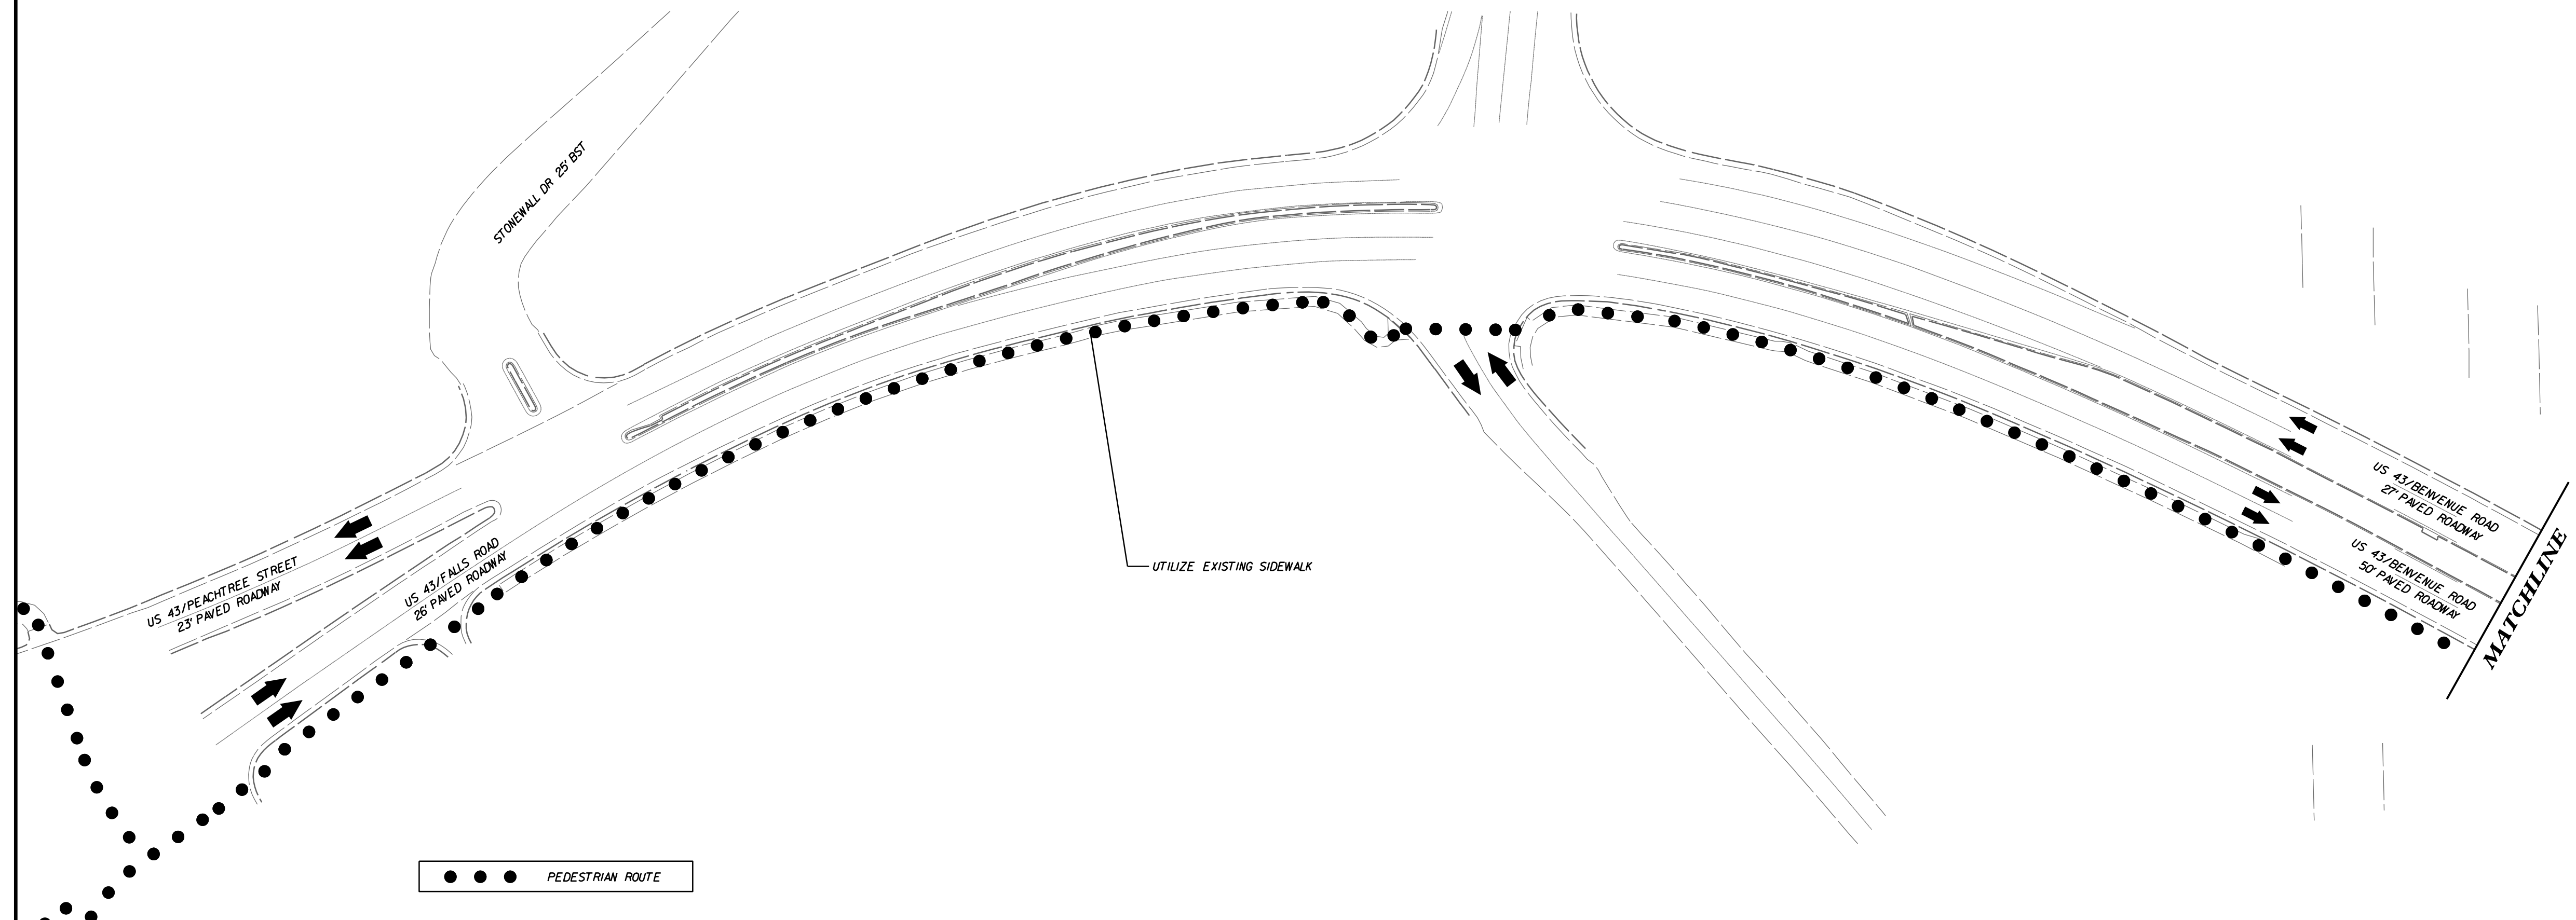 STONEWALL DR 25' BST
US 43/PEACHTREE STREET
23' PAVED ROADWAY
US 43/FALLS ROAD
26' PAVED ROADWAY
UTILIZE EXISTING SIDEWALK
US 43/BENVENUE ROAD
27' PAVED ROADWAY
US 43/BENVENUE ROAD
50' PAVED ROADWAY
MATCHLINE
PEDESTRIAN ROUTE